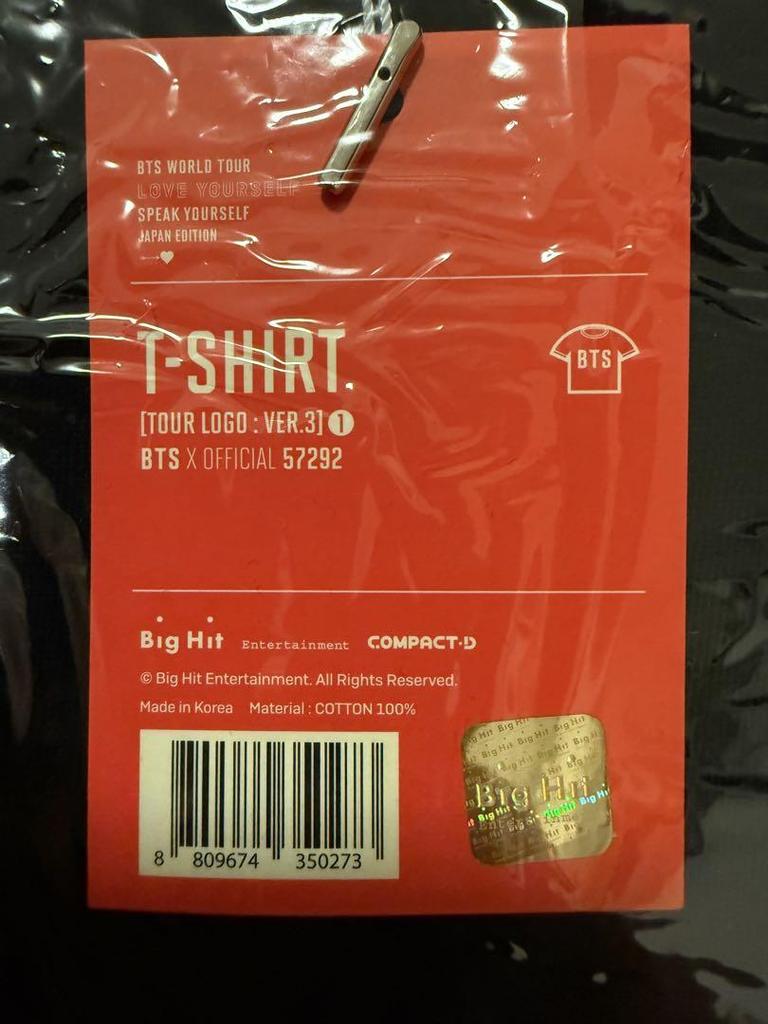 BTS WORLD TOUR
LOVE YOURSELF
SPEAK YOURSELF
JAPAN EDITION
T-SHIRT.
BTS
[TOUR LOGO : VER.3] 1
BTS X OFFICIAL 57292
Big Hit Entertainment COMPACT·D
© Big Hit Entertainment. All Rights Reserved.
Made in Korea Material : COTTON 100%
8 809674 350273
Big Hit